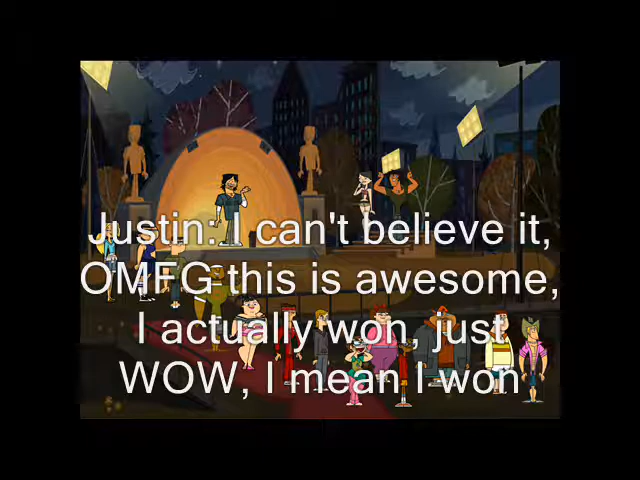 Justin: I can't believe it,
OMFG this is awesome,
I actually won, just
WOW, I mean I won